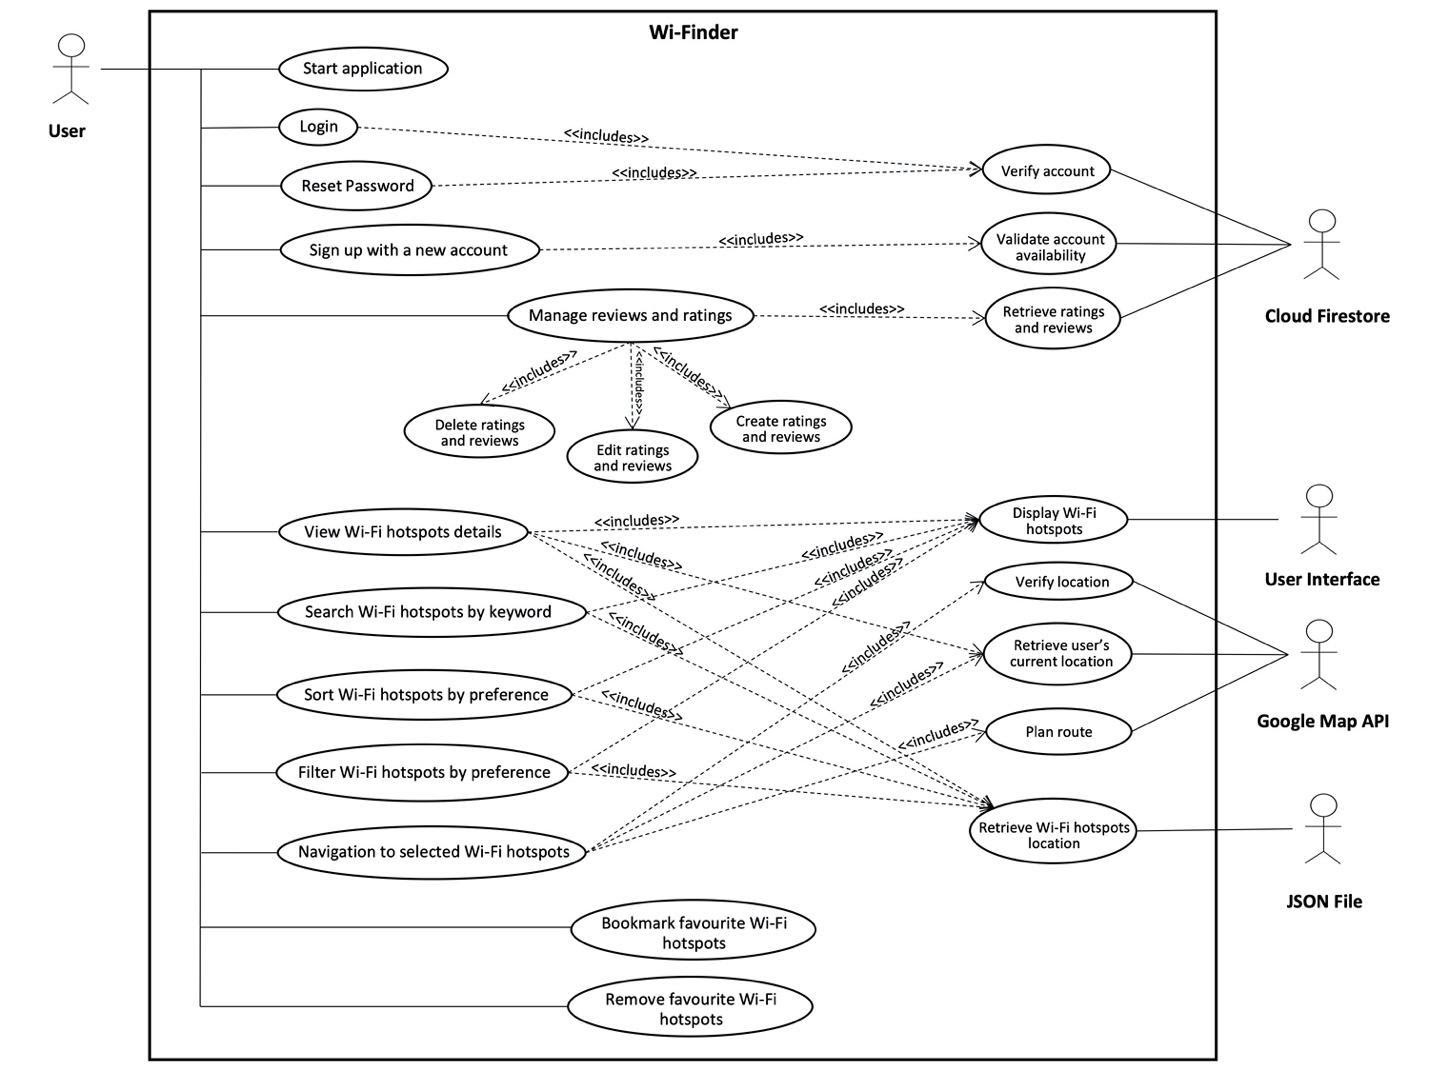 Wi-Finder
User
Start application
Login
<<includes>>
Reset Password
<<includes>>
Verify account
Sign up with a new account
<<includes>>
Validate account
availability
Cloud Firestore
Manage reviews and ratings
<<includes>>
Retrieve ratings
and reviews
<<includes>>
<<includes>>
<<includes>>
Delete ratings
and reviews
Edit ratings
and reviews
Create ratings
and reviews
View Wi-Fi hotspots details
<<includes>>
<<includes>>
<<includes>>
Display Wi-Fi
hotspots
User Interface
Search Wi-Fi hotspots by keyword
<<includes>>
<<includes>>
Verify location
Sort Wi-Fi hotspots by preference
<<includes>>
<<includes>>
Retrieve user's
current location
Google Map API
Filter Wi-Fi hotspots by preference
<<includes>>
<<includes>>
Plan route
Navigation to selected Wi-Fi hotspots
<<includes>>
<<includes>>
<<includes>>
Retrieve Wi-Fi hotspots
location
JSON File
Bookmark favourite Wi-Fi
hotspots
Remove favourite Wi-Fi
hotspots